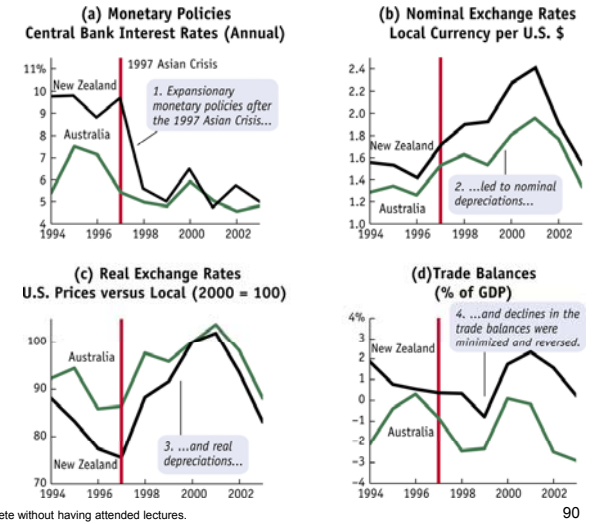 (a) Monetary Policies
Central Bank Interest Rates (Annual)
1997 Asian Crisis
11%
10
9
8
7
6
5
4
New Zealand
Australia
1. Expansionary
monetary policies after
the 1997 Asian Crisis...
1994 1996 1998 2000 2002
(b) Nominal Exchange Rates
Local Currency per U.S. $
2.4
2.2
2.0
1.8
1.6
1.4
1.2
1.0
New Zealand
Australia
2. ...led to nominal
depreciations...
1994 1996 1998 2000 2002
(c) Real Exchange Rates
U.S. Prices versus Local (2000 = 100)
100
90
80
70
Australia
New Zealand
3. ...and real
depreciations...
1994 1996 1998 2000 2002
(d)Trade Balances
(% of GDP)
4%
3
2
1
0
–1
–2
–3
–4
4. ...and declines in the
trade balances were
minimized and reversed.
New Zealand
Australia
1994 1996 1998 2000 2002
ete without having attended lectures.
90